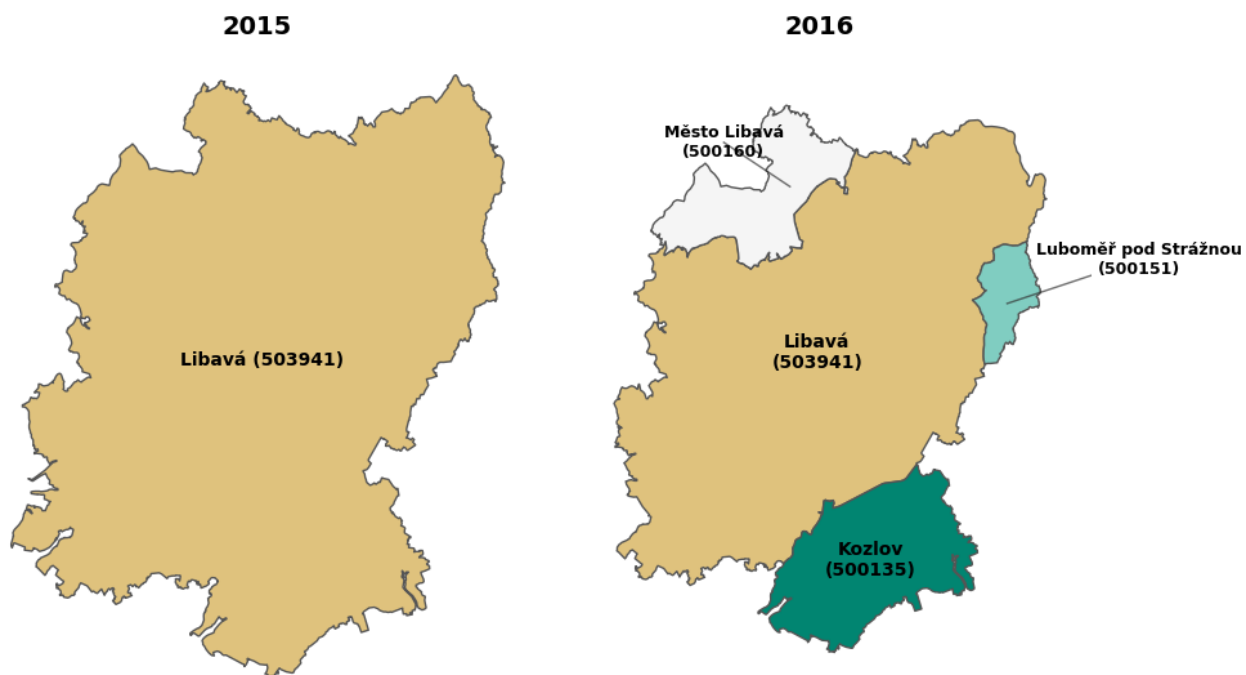 2015
2016
Město Libavá
(500160)
Luboměř pod Strážnou
(500151)
Libavá (503941)
Libavá
(503941)
Kozlov
(500135)